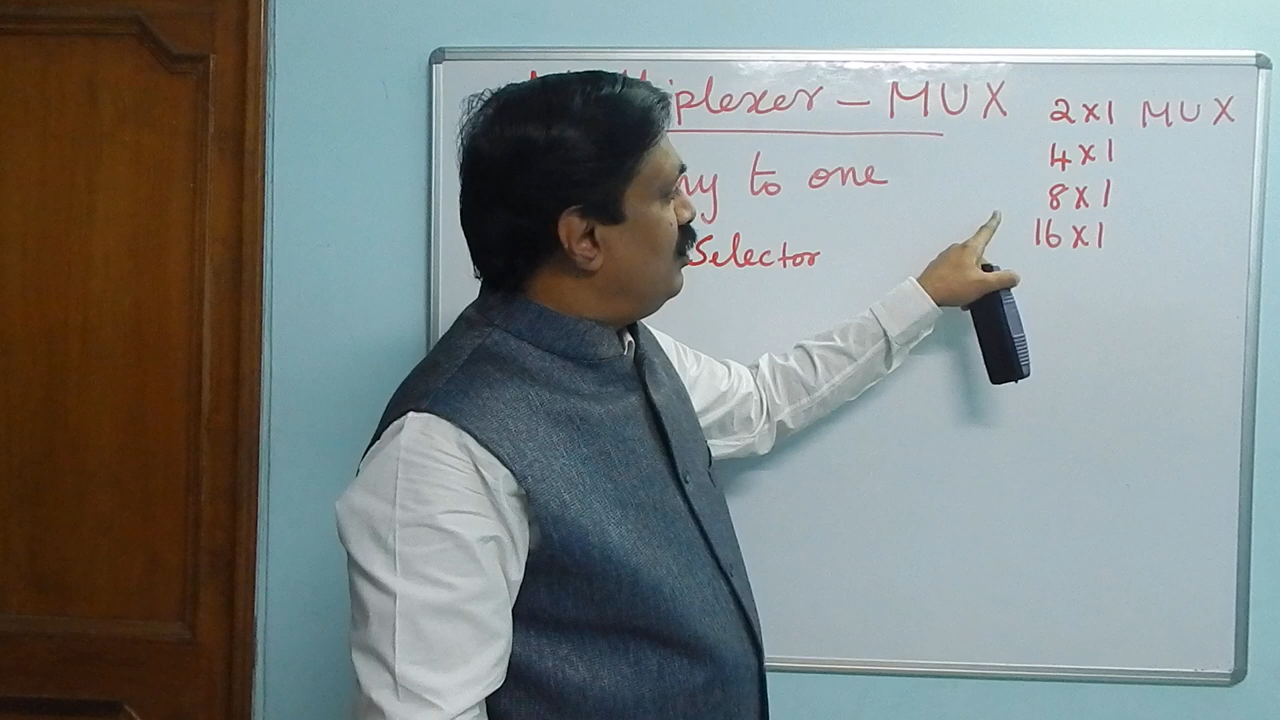 Multiplexer - MUX
ny to one
Selector
2x1 MUX
4x1
8x1
16x1